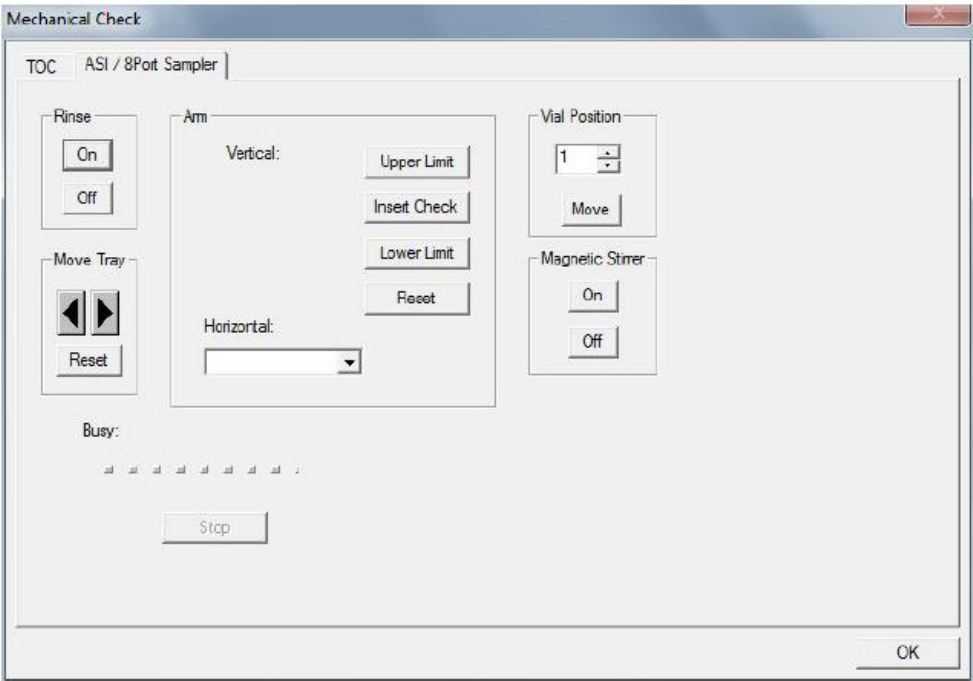 Mechanical Check
TOC
ASI / 8Port Sampler
Rinse
On
Off
Move Tray
Reset
Arm
Vertical:
Upper Limit
Insert Check
Lower Limit
Reset
Horizontal:
Vial Position
1
Move
Magnetic Stirrer
On
Off
Busy:
Stop
OK